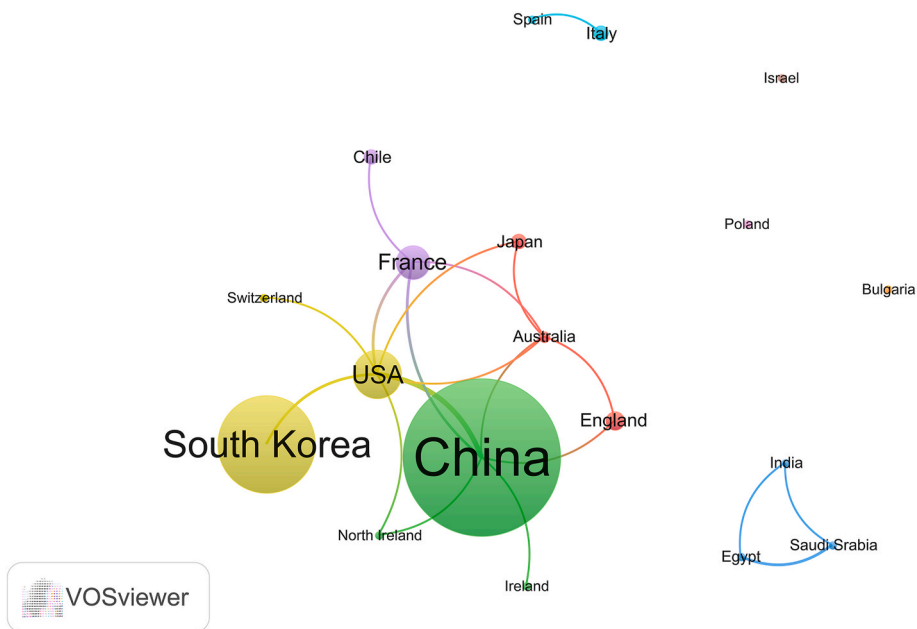 Spain
Italy
Israel
Chile
Poland
Japan
France
Switzerland
Bulgaria
Australia
USA
England
South Korea
China
India
North Ireland
Saudi Srabia
Egypt
Ireland
VOSviewer